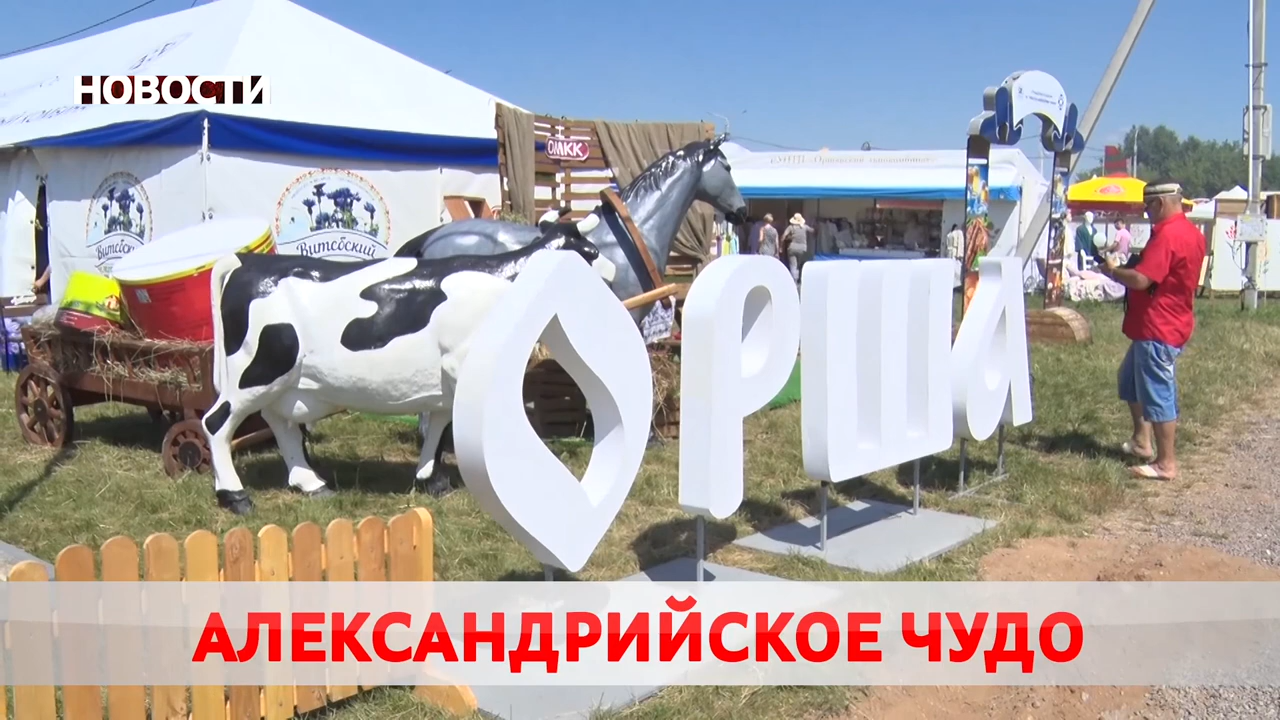 НОВОСТИ
ОМКК
Витебский
Витебский
ОРША
АЛЕКСАНДРИЙСКОЕ ЧУДО